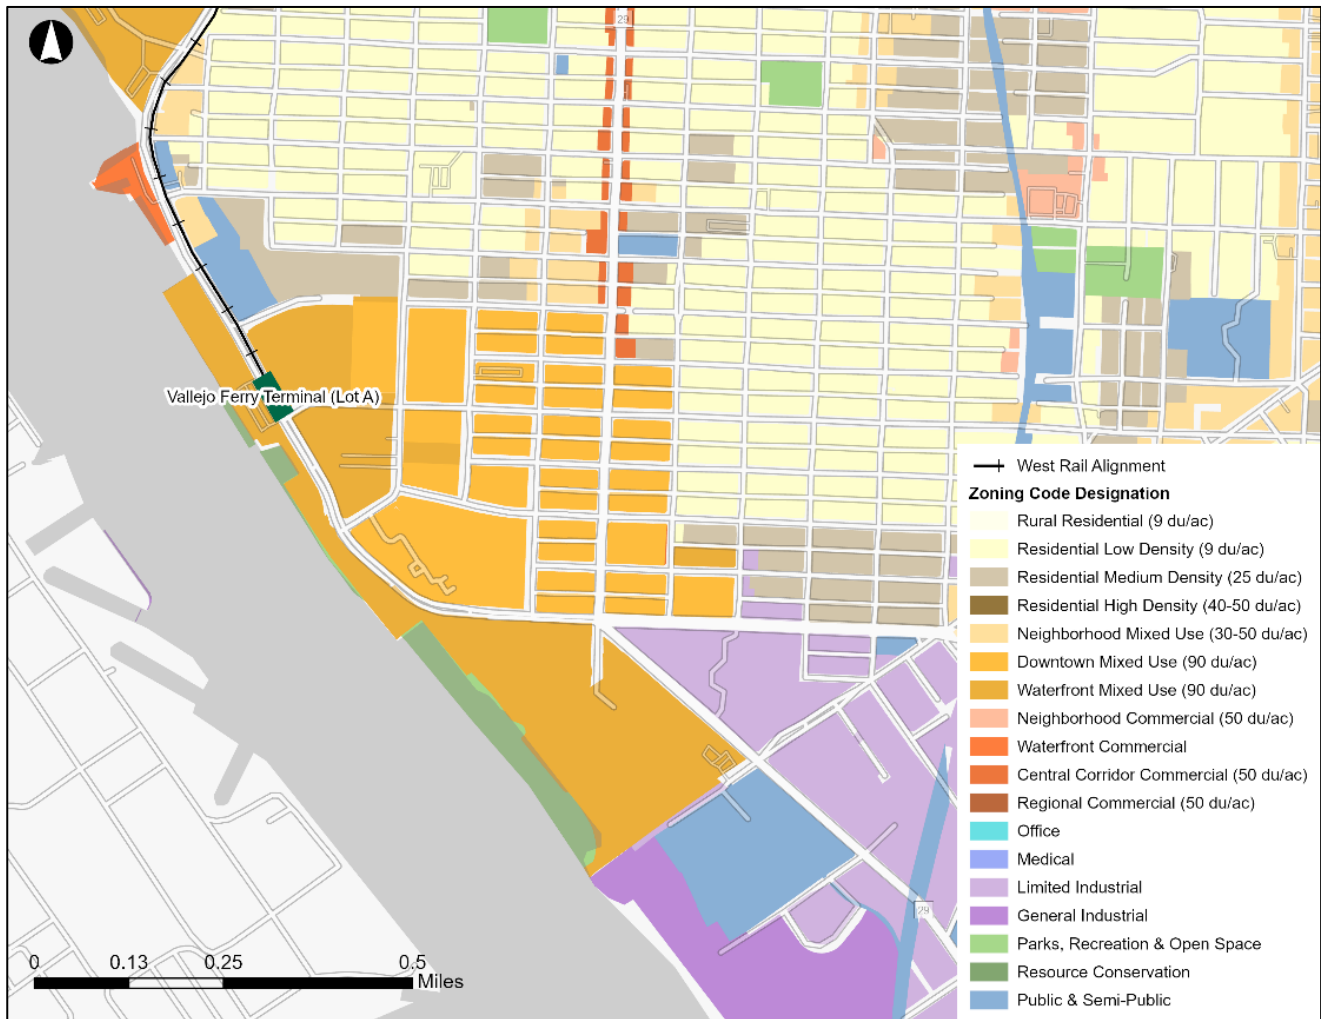 29
Vallejo Ferry Terminal (Lot A)
West Rail Alignment
Zoning Code Designation
Rural Residential (9 du/ac)
Residential Low Density (9 du/ac)
Residential Medium Density (25 du/ac)
Residential High Density (40-50 du/ac)
Neighborhood Mixed Use (30-50 du/ac)
Downtown Mixed Use (90 du/ac)
Waterfront Mixed Use (90 du/ac)
Neighborhood Commercial (50 du/ac)
Waterfront Commercial
Central Corridor Commercial (50 du/ac)
Regional Commercial (50 du/ac)
Office
Medical
Limited Industrial
General Industrial
Parks, Recreation & Open Space
Resource Conservation
Public & Semi-Public
29
0 0.13 0.25 0.5
Miles